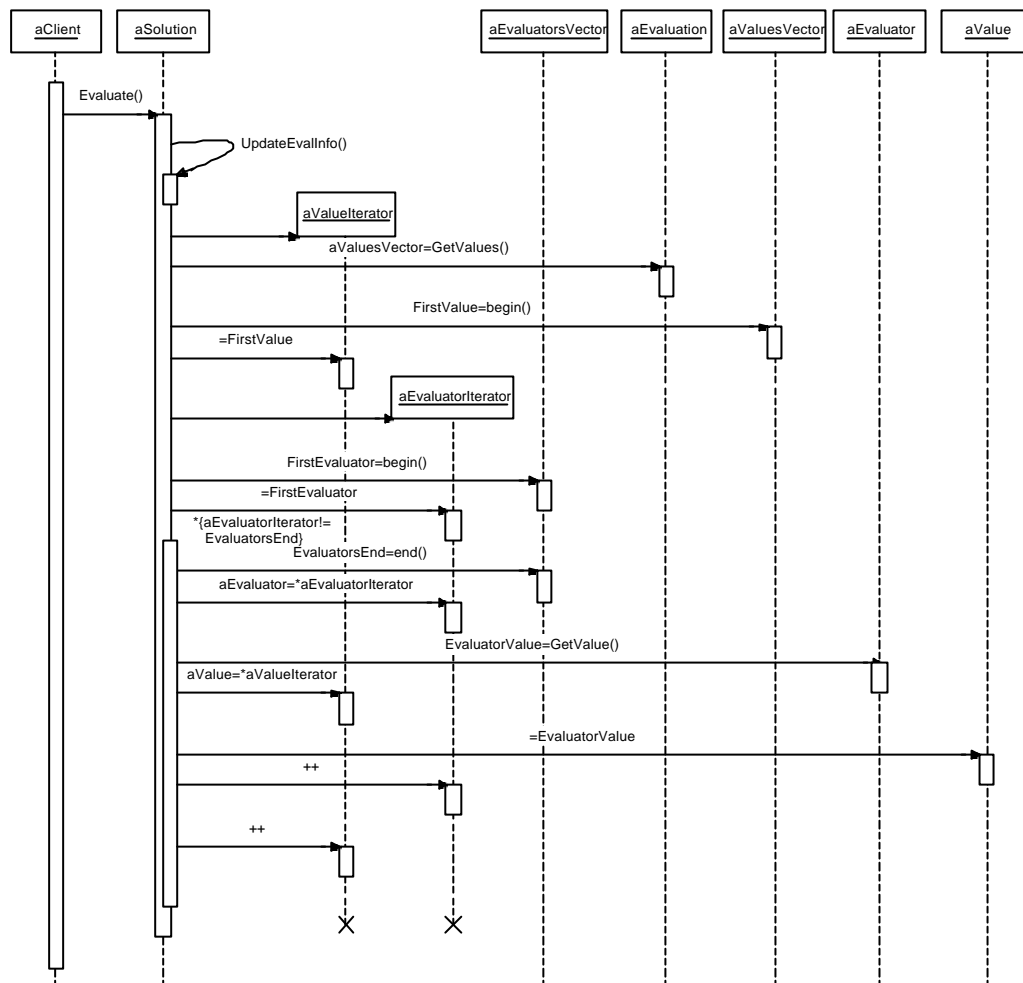 aClient
aSolution
aEvaluatorsVector
aEvaluation
aValuesVector
aEvaluator
aValue
Evaluate()
UpdateEvalInfo()
aValueIterator
aValuesVector=GetValues()
FirstValue=begin()
=FirstValue
aEvaluatorIterator
FirstEvaluator=begin()
=FirstEvaluator
*{aEvaluatorIterator!=
EvaluatorsEnd}
EvaluatorsEnd=end()
aEvaluator=*aEvaluatorIterator
EvaluatorValue=GetValue()
aValue=*aValueIterator
=EvaluatorValue
++
++